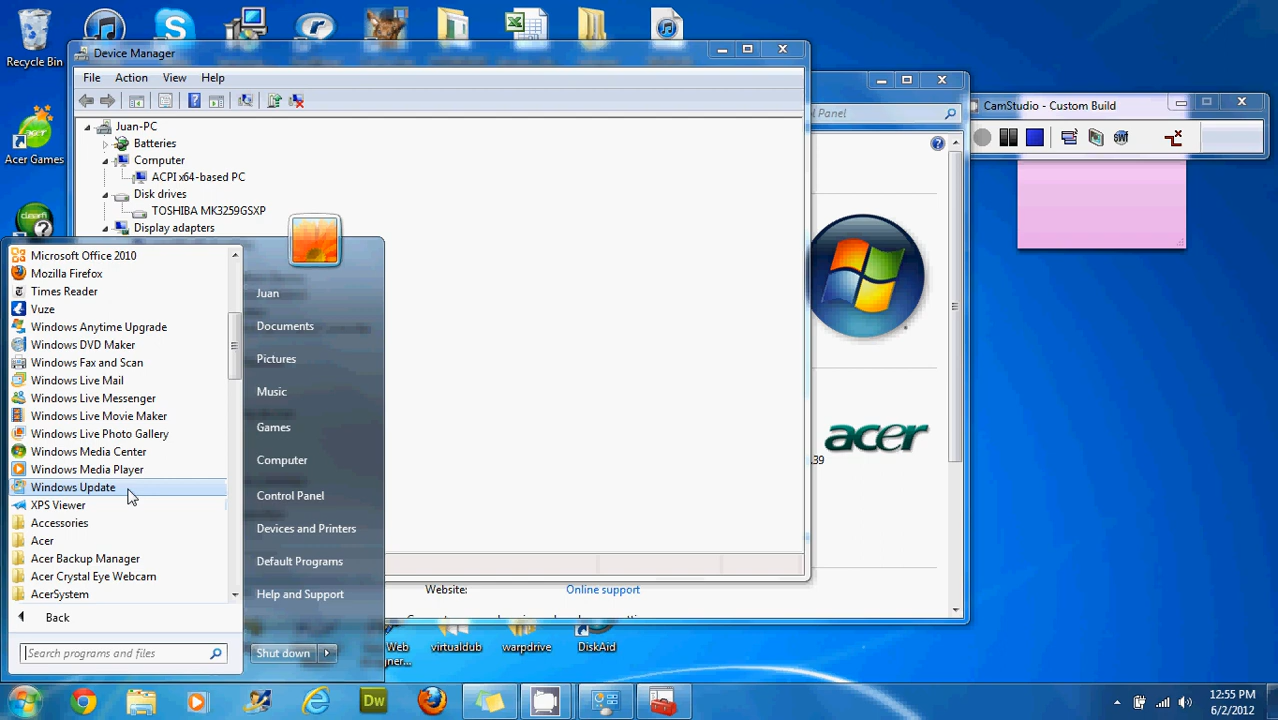 Recycle Bin
Acer Games
Device Manager
File Action View Help
Juan-PC
Batteries
Computer
ACPI x64-based PC
Disk drives
TOSHIBA MK3259GSXP
Display adapters
l Panel
CamStudio - Custom Build
SWT
Microsoft Office 2010
Mozilla Firefox
Times Reader
Vuze
Windows Anytime Upgrade
Windows DVD Maker
Windows Fax and Scan
Windows Live Mail
Windows Live Messenger
Windows Live Movie Maker
Windows Live Photo Gallery
Windows Media Center
Windows Media Player
Windows Update
XPS Viewer
Accessories
Acer
Acer Backup Manager
Acer Crystal Eye Webcam
AcerSystem
Back
Search programs and files
Juan
Documents
Pictures
Music
Games
Computer
Control Panel
Devices and Printers
Default Programs
Help and Support
Shut down
acer
.39
Website: Online support
Web
gner...
virtualdub
warpdrive
DiskAid
Dw
12:55 PM
6/2/2012